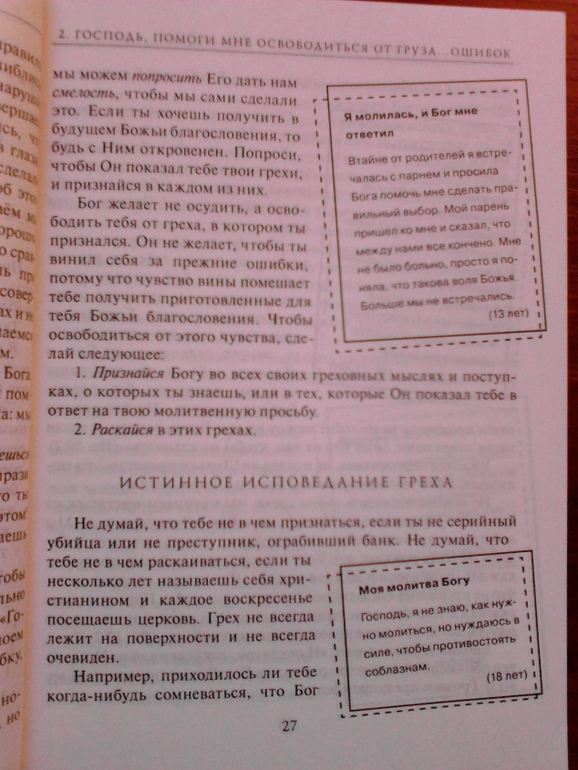 2. ГОСПОДЬ, ПОМОГИ МНЕ ОСВОБОДИТЬСЯ ОТ ГРУЗА...ОШИБОК
мы можем попросить Его дать нам
смелость, чтобы мы сами сделали
это. Если ты хочешь получить в
будущем Божьи благословения, то
будь с Ним откровенен. Попроси,
чтобы Он показал тебе твои грехи,
и признайся в каждом из них.
Бог желает не осудить, а осво-
бодить тебя от греха, в котором ты
признался. Он не желает, чтобы ты
винил себя за прежние ошибки,
потому что чувство вины помешает
тебе получить приготовленные для
тебя Божьи благословения. Чтобы
освободиться от этого чувства, сде-
лай следующее:
1. Признайся Богу во всех своих греховных мыслях и поступ-
ках, о которых ты знаешь, или в тех, которые Он показал тебе в
ответ на твою молитвенную просьбу.
2. Раскайся в этих грехах.
Я молилась, и Бог мне
ответил
Втайне от родителей я встре-
чалась с парнем и просила
Бога помочь мне сделать пра-
вильный выбор. Мой парень
пришел ко мне и сказал, что
между нами все кончено. Мне
не было больно, просто я по-
няла, что такова воля Божья.
Больше мы не встречались.
(13 лет)
ИСТИННОЕ ИСПОВЕДАНИЕ ГРЕХА
Не думай, что тебе не в чем признаться, если ты не серийный
убийца или не преступник, ограбивший банк. Не думай, что
тебе не в чем раскаиваться, если ты
несколько лет называешь себя хри-
стианином и каждое воскресенье
посещаешь церковь. Грех не всегда
лежит на поверхности и не всегда
очевиден.
Например, приходилось ли тебе
когда-нибудь сомневаться, что Бог
Моя молитва Богу
Господь, я не знаю, как нуж-
но молиться, но нуждаюсь в
силе, чтобы противостоять
соблазнам.
(18 лет)
27